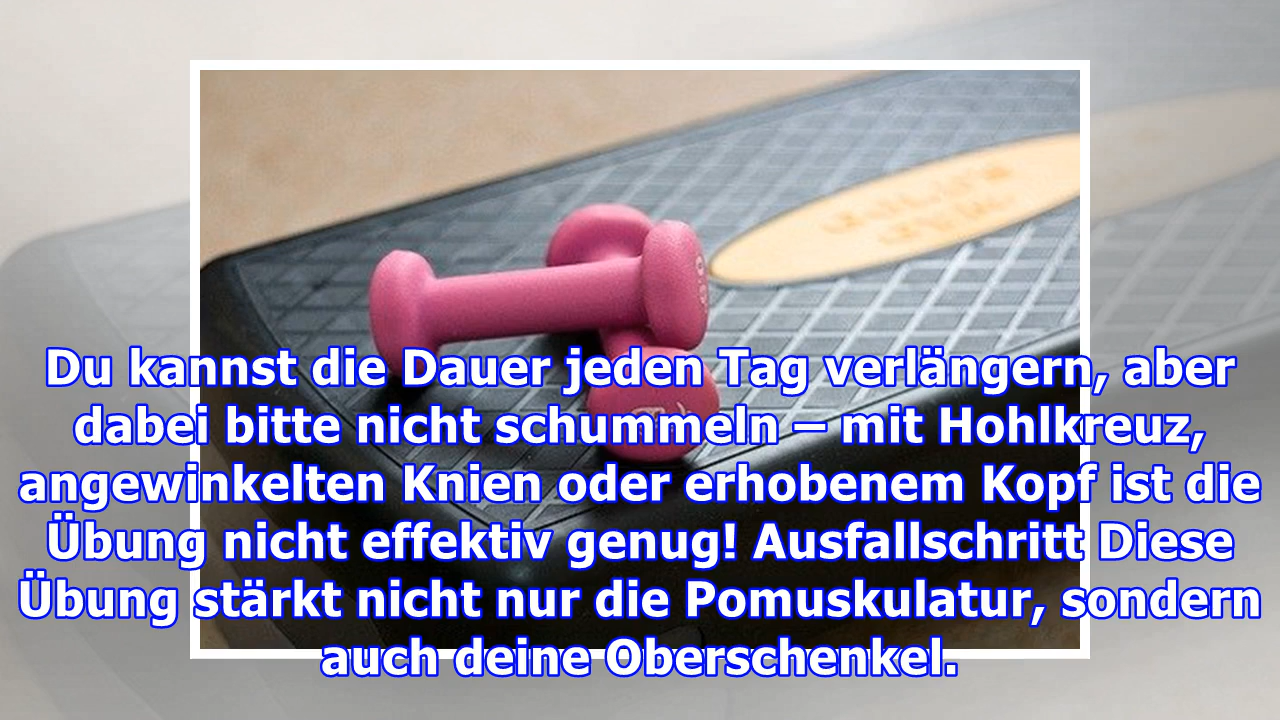 Du kannst die Dauer jeden Tag verlängern, aber
dabei bitte nicht schummeln – mit Hohlkreuz,
angewinkelten Knien oder erhobenem Kopf ist die
Übung nicht effektiv genug! Ausfallschritt Diese
Übung stärkt nicht nur die Pomuskulatur, sondern
auch deine Oberschenkel.